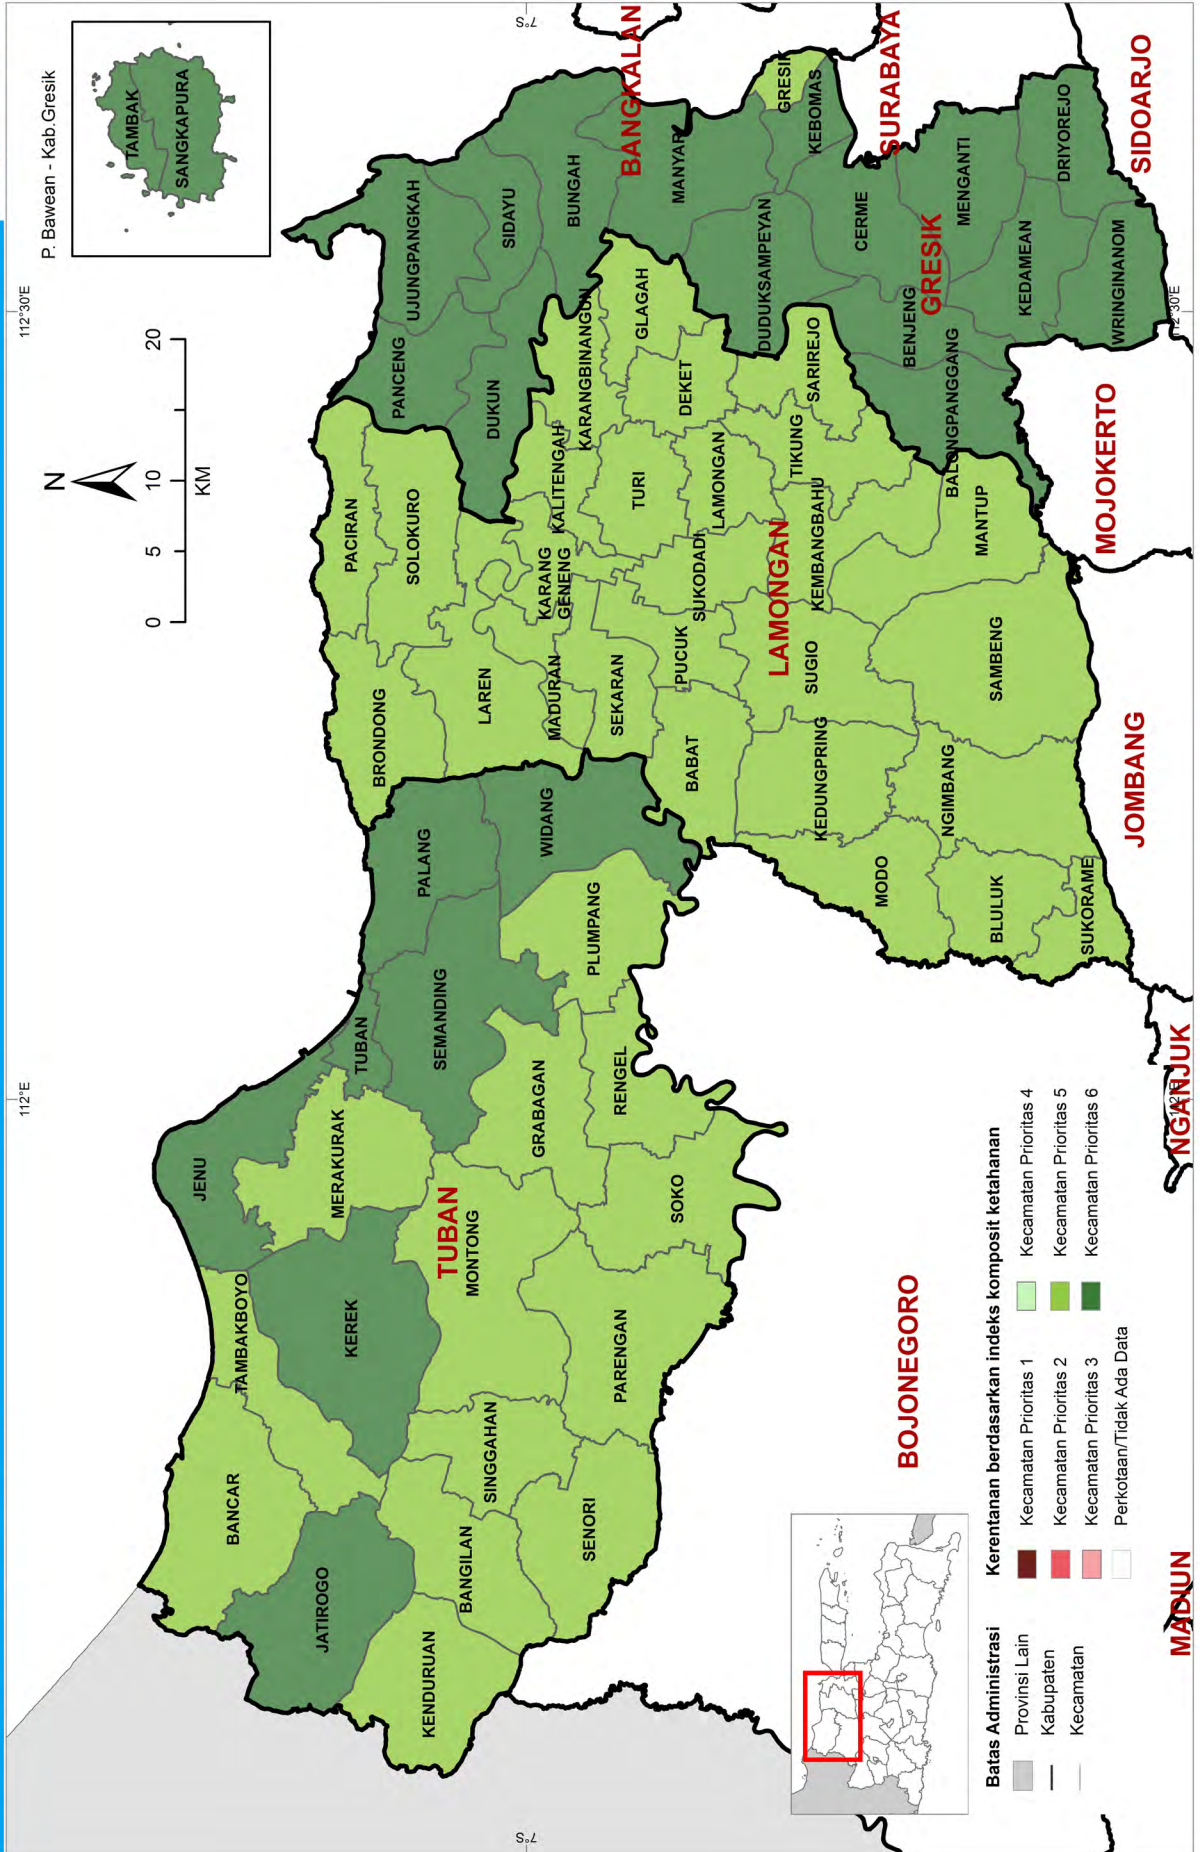 P. Bawean - Kab.Gresik
TAMBAK
SANGKAPURA
N
0
5
10
20
KM
112°E
112°30'E
7°S
7°S
112°E
112°30'E
BANCAR
TAMBAKBOYO
JENU
MERAKURAK
KEREK
TUBAN
SEMANDING
PALANG
WIDANG
PLUMPANG
GRABAGAN
RENGEL
SOKO
MONTONG
TUBAN
PARENGAN
SINGGAHAN
SENORI
BANGILAN
JATIROGO
KENDURUAN
BRONDONG
PACIRAN
SOLOKURO
LAREN
MADURAN
KARANG
GENENG
SEKARAN
KALITENGAH
KARANGBINANGUN
GLAGAH
TURI
DEKET
LAMONGAN
SUKODADI
PUCUK
BABAT
LAMONGAN
TIKUNG
SARIREJO
KEMBANGBAHU
SUGIO
KEDUNGPRING
MODO
NGIMBANG
BLULUK
SUKORAME
SAMBENG
MANTUP
PANCENG
UJUNGPANGKAH
SIDAYU
DUKUN
BUNGAH
MANYAR
GRESIK
KEBOMAS
DUDUKSAMPEYAN
CERME
BENJENG
GRESIK
MENGANTI
BALONGPANGGANG
KEDAMEAN
DRIYOREJO
WRINGINANOM
BANGKALAN
SURABAYA
SIDOARJO
MOJOKERTO
JOMBANG
NGANJUK
BOJONEGORO
MADIUN
Batas Administrasi
Provinsi Lain
Kabupaten
Kecamatan
Kerentanan berdasarkan indeks komposit ketahanan
Kecamatan Prioritas 1
Kecamatan Prioritas 2
Kecamatan Prioritas 3
Perkotaan/Tidak Ada Data
Kecamatan Prioritas 4
Kecamatan Prioritas 5
Kecamatan Prioritas 6